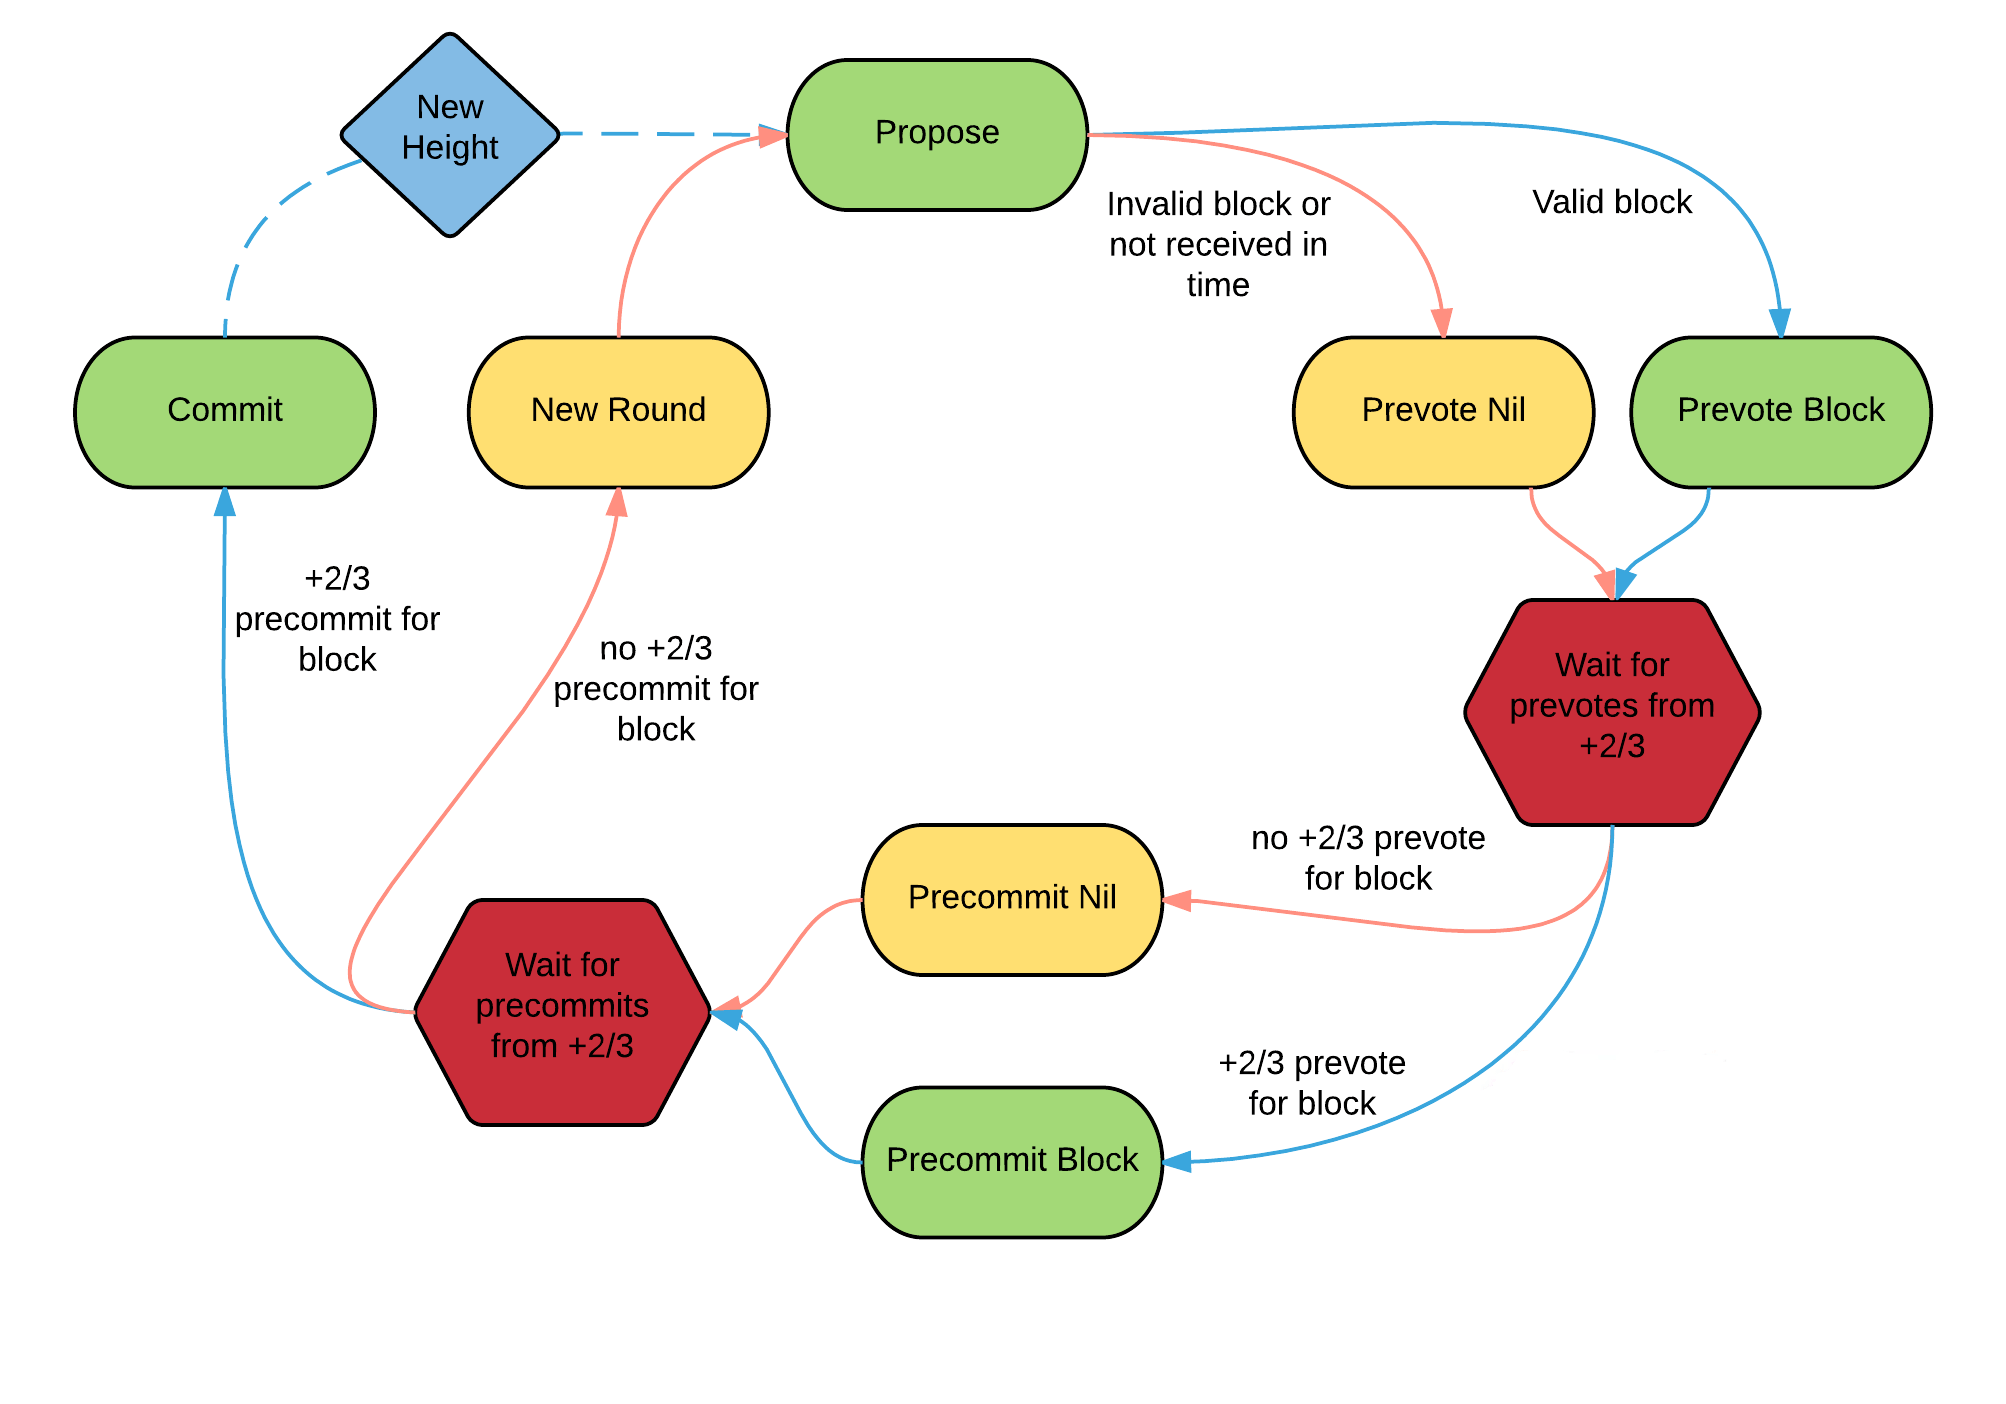 New
Height
Propose
Invalid block or
not received in
time
Valid block
Commit
New Round
Prevote Nil
Prevote Block
+2/3
precommit for
block
no +2/3
precommit for
block
Wait for
prevotes from
+2/3
no +2/3 prevote
for block
Precommit Nil
Wait for
precommits
from +2/3
+2/3 prevote
for block
Precommit Block